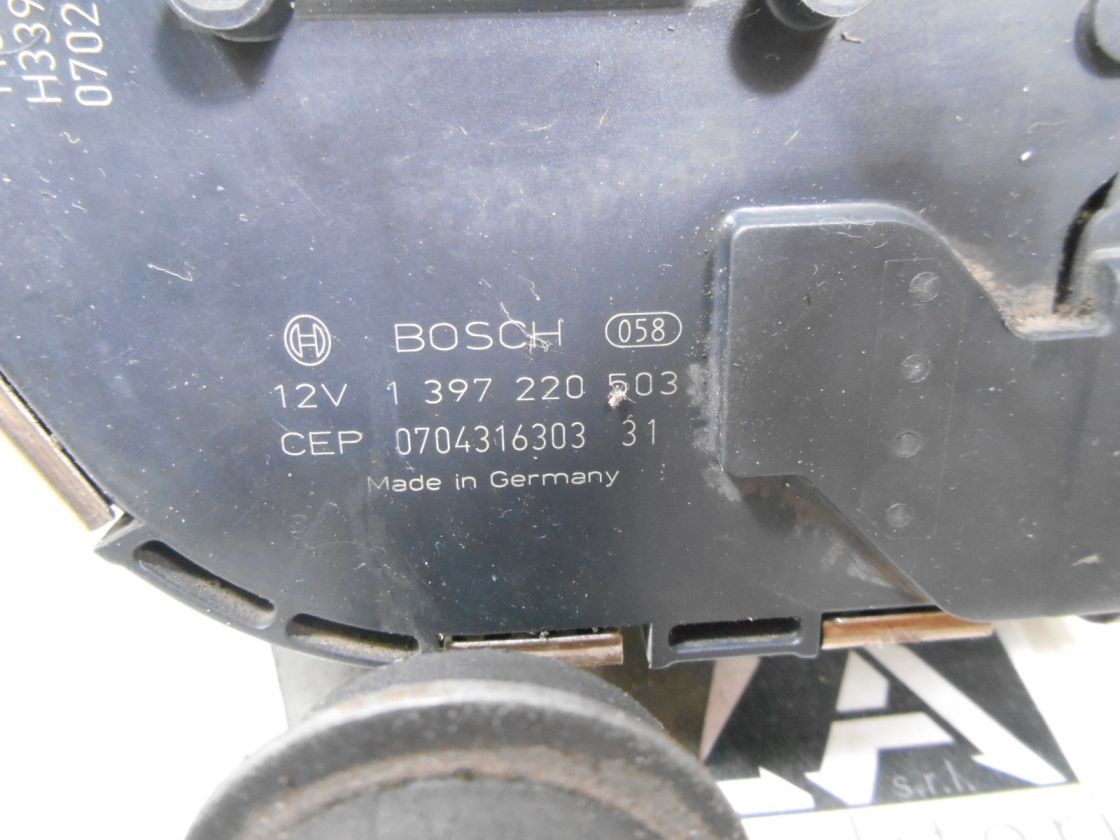 H339
0702
BOSCH 058
12V 1 397 220 503
CEP 0704316303 31
Made in Germany
s.r.l.